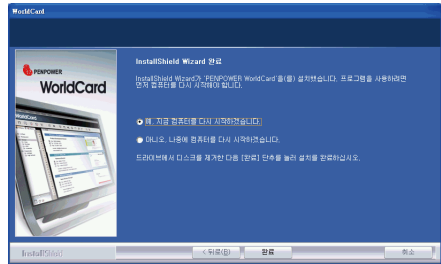 WorldCard
InstallShield Wizard 완료
InstallShield Wizard가 'PENPOWER WorldCard'을(를) 설치했습니다. 프로그램을 사용하려면
먼저 컴퓨터를 다시 시작해야 합니다.
PENPOWER
WorldCard
예, 지금 컴퓨터를 다시 시작하겠습니다.
아니오, 나중에 컴퓨터를 다시 시작하겠습니다.
드라이브에서 디스크를 제거한 다음 [완료] 단추를 눌러 설치를 완료하십시오.
InstallShield
< 뒤로(B) 완료 취소